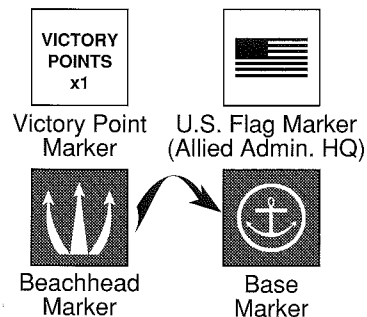 VICTORY
POINTS
x1
Victory Point
Marker
U.S. Flag Marker
(Allied Admin. HQ)
Beachhead
Marker
Base
Marker